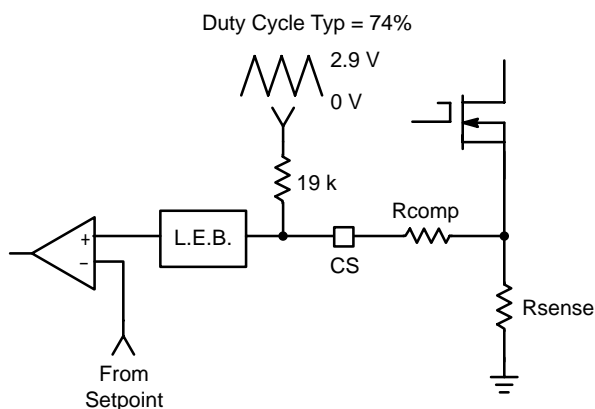 Duty Cycle Typ = 74%
2.9 V
0 V
19 k
Rcomp
L.E.B.
+
−
CS
Rsense
From
Setpoint